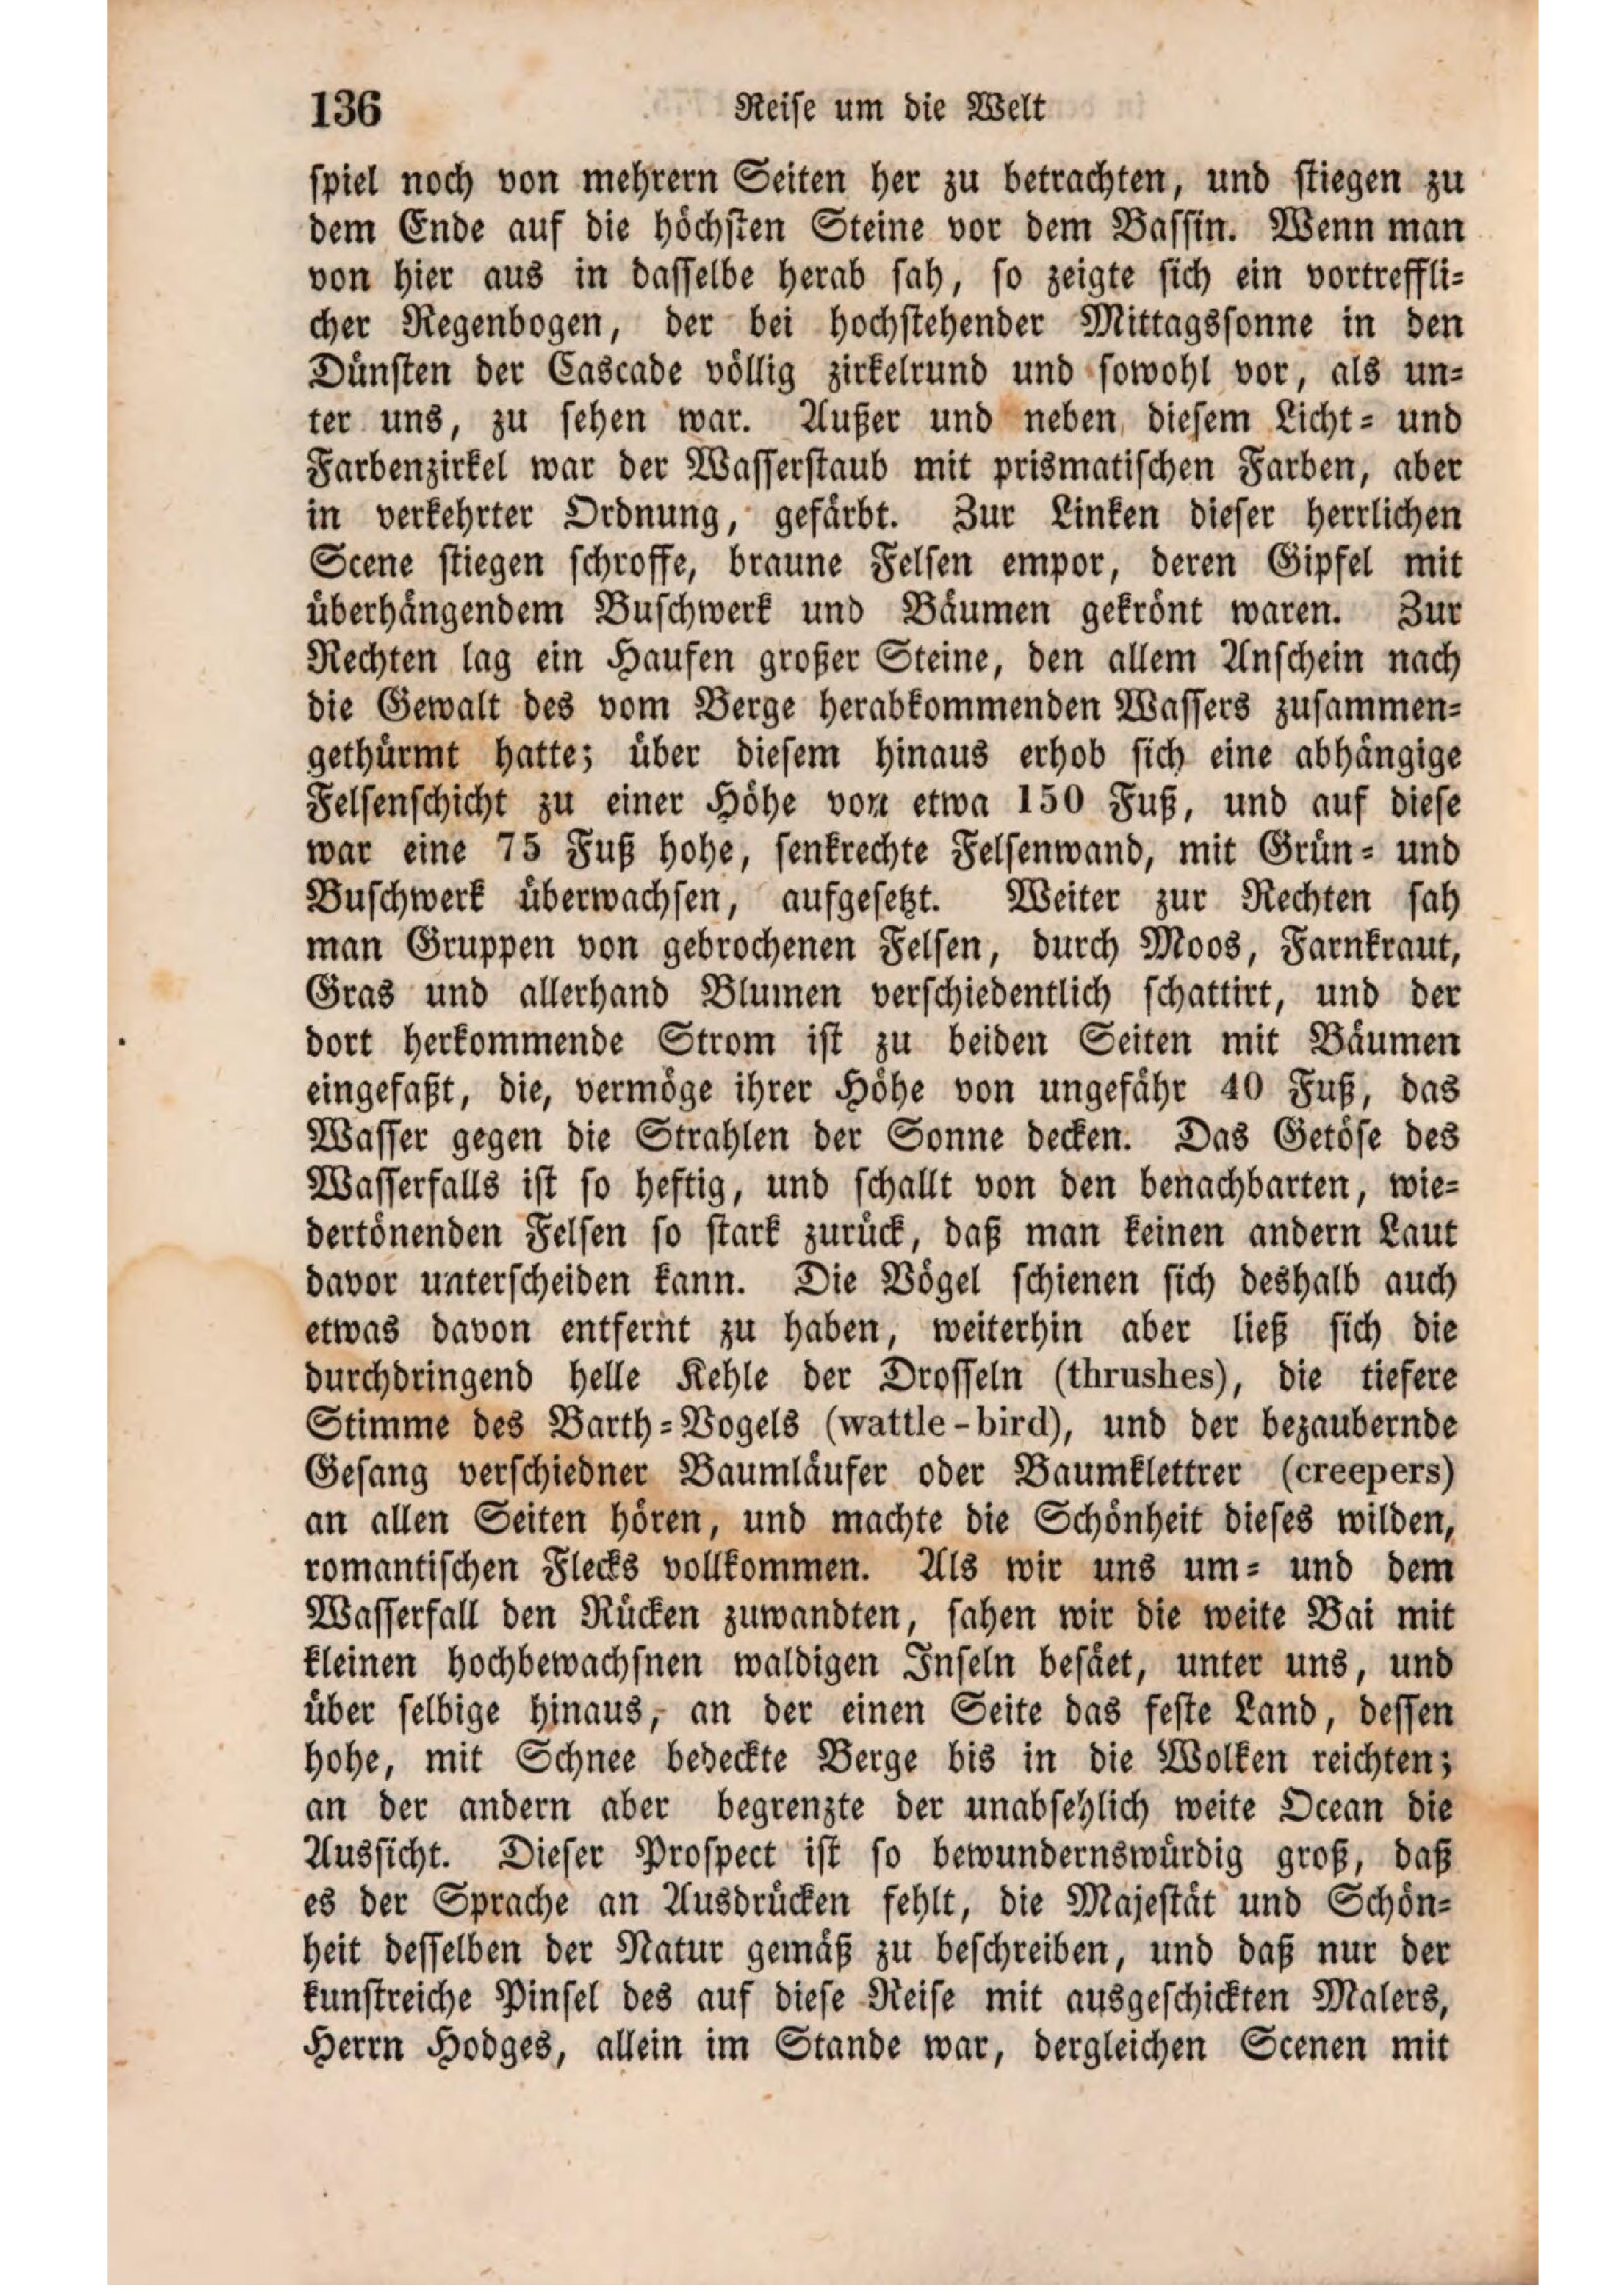 136 Reise um die Welt
spiel noch von mehrern Seiten her zu betrachten, und stiegen zu
dem Ende auf die höchsten Steine vor dem Bassin. Wenn man
von hier aus in dasselbe herab sah, so zeigte sich ein vortreffli-
cher Regenbogen, der bei hochstehender Mittagssonne in den
Dünsten der Cascade völlig zirkelrund und sowohl vor, als un-
ter uns, zu sehen war. Außer und neben diesem Licht- und
Farbenzirkel war der Wasserstaub mit prismatischen Farben, aber
in verkehrter Ordnung, gefärbt. Zur Linken dieser herrlichen
Scene stiegen schroffe, braune Felsen empor, deren Gipfel mit
überhängendem Buschwerk und Bäumen gekrönt waren. Zur
Rechten lag ein Haufen großer Steine, den allem Anschein nach
die Gewalt des vom Berge herabkommenden Wassers zusammen-
gethürmt hatte; über diesem hinaus erhob sich eine abhängige
Felsenschicht zu einer Höhe von etwa 150 Fuß, und auf diese
war eine 75 Fuß hohe, senkrechte Felsenwand, mit Grün- und
Buschwerk überwachsen, aufgesetzt. Weiter zur Rechten sah
man Gruppen von gebrochenen Felsen, durch Moos, Farnkraut,
Gras und allerhand Blumen verschiedentlich schattirt, und der
dort herkommende Strom ist zu beiden Seiten mit Bäumen
eingefaßt, die, vermöge ihrer Höhe von ungefähr 40 Fuß, das
Wasser gegen die Strahlen der Sonne decken. Das Getöse des
Wasserfalls ist so heftig, und schallt von den benachbarten, wie-
dertönenden Felsen so stark zurück, daß man keinen andern Laut
davor unterscheiden kann. Die Vögel schienen sich deshalb auch
etwas davon entfernt zu haben, weiterhin aber ließ sich die
durchdringend helle Kehle der Drosseln (thrushes), die tiefere
Stimme des Barth-Vogels (wattle-bird), und der bezaubernde
Gesang verschiedner Baumläufer oder Baumklettrer (creepers)
an allen Seiten hören, und machte die Schönheit dieses wilden,
romantischen Flecks vollkommen. Als wir uns um- und dem
Wasserfall den Rücken zuwandten, sahen wir die weite Bai mit
kleinen hochbewachsnen waldigen Inseln besäet, unter uns, und
über selbige hinaus, an der einen Seite das feste Land, dessen
hohe, mit Schnee bedeckte Berge bis in die Wolken reichten;
an der andern aber begrenzte der unabsehlich weite Ocean die
Aussicht. Dieser Prospect ist so bewundernswürdig groß, daß
es der Sprache an Ausdrücken fehlt, die Majestät und Schön-
heit desselben der Natur gemäß zu beschreiben, und daß nur der
kunstreiche Pinsel des auf diese Reise mit ausgeschickten Malers,
Herrn Hodges, allein im Stande war, dergleichen Scenen mit